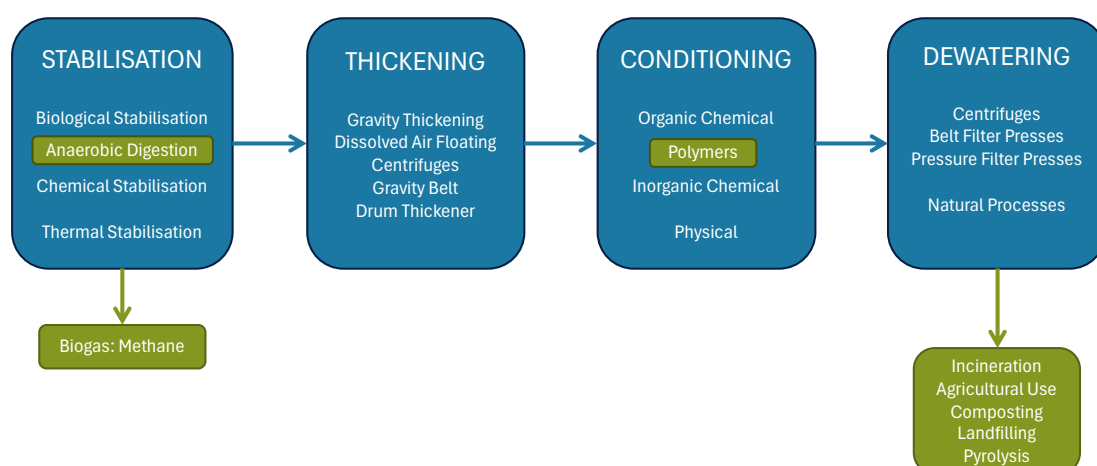 STABILISATION
Biological Stabilisation
Anaerobic Digestion
Chemical Stabilisation
Thermal Stabilisation
Biogas: Methane
THICKENING
Gravity Thickening
Dissolved Air Floating
Centrifuges
Gravity Belt
Drum Thickener
CONDITIONING
Organic Chemical
Polymers
Inorganic Chemical
Physical
DEWATERING
Centrifuges
Belt Filter Presses
Pressure Filter Presses
Natural Processes
Incineration
Agricultural Use
Composting
Landfilling
Pyrolysis